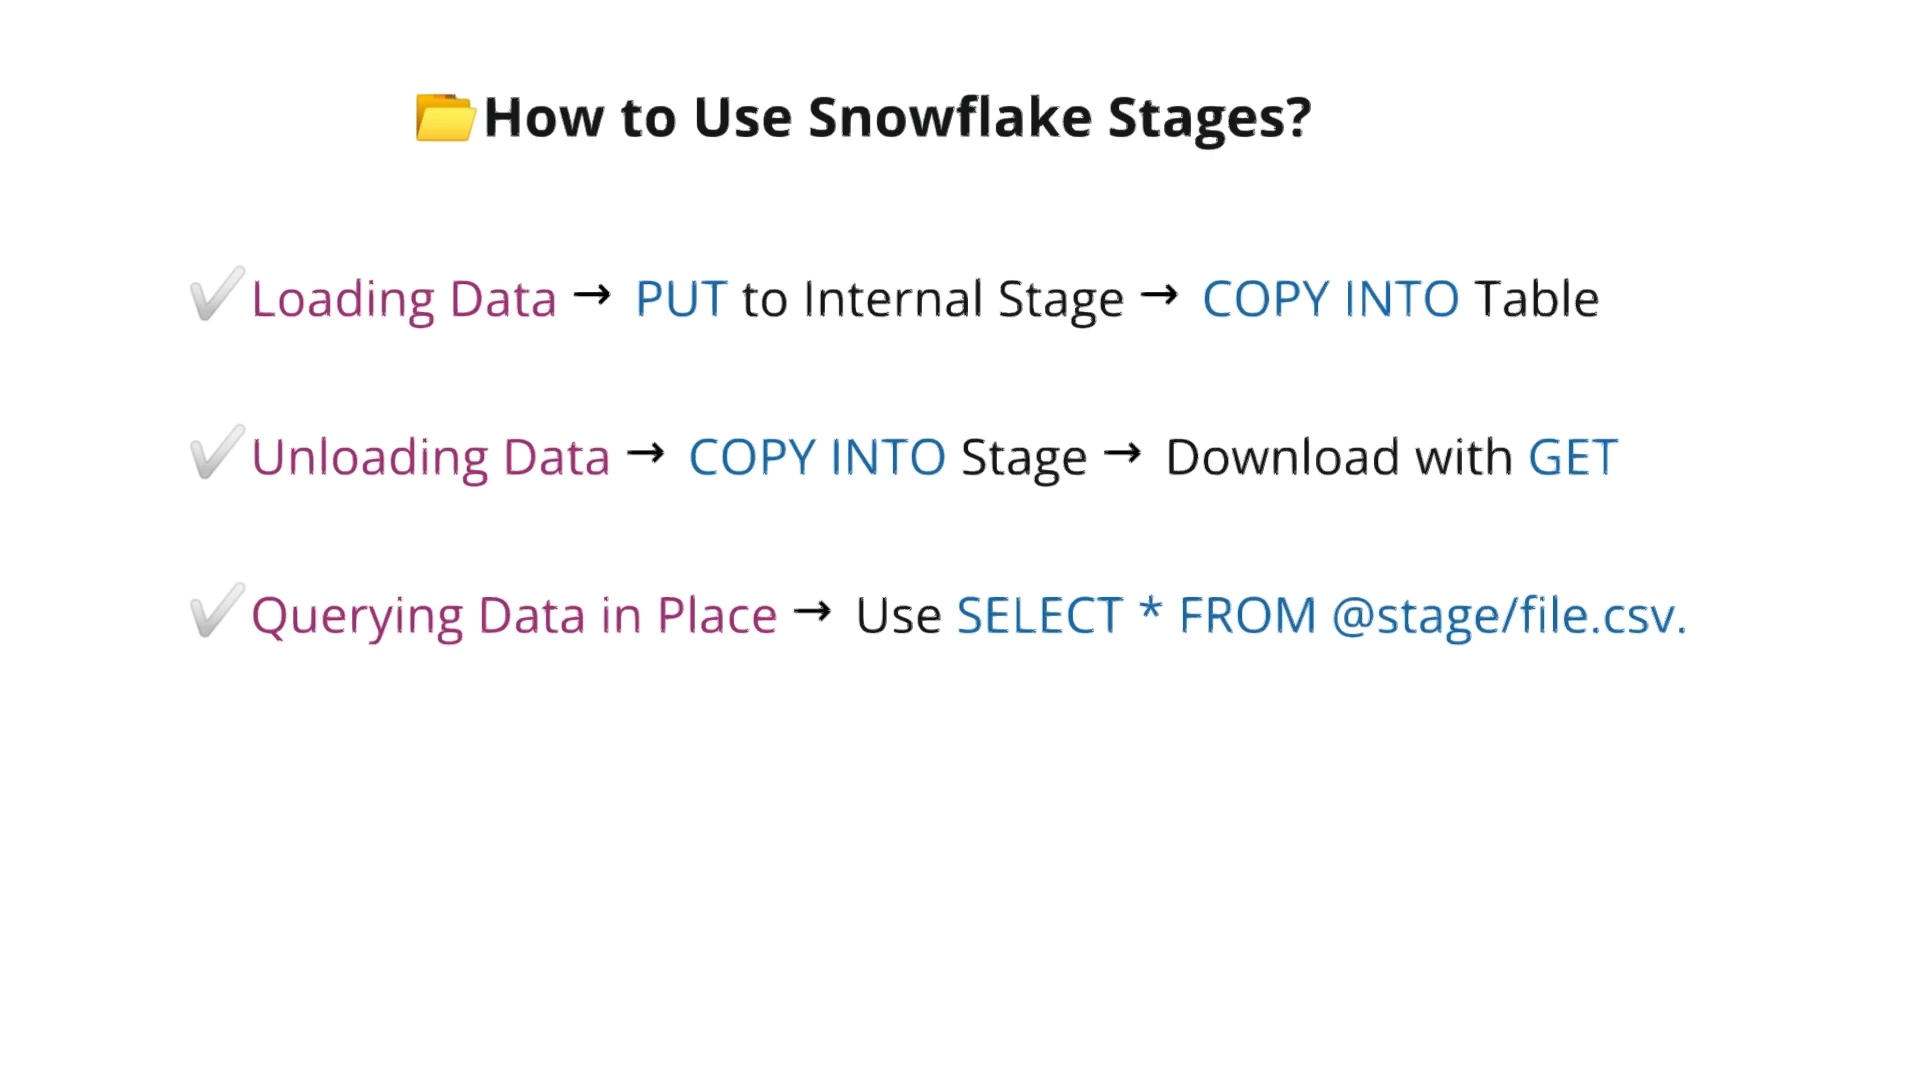 📂How to Use Snowflake Stages?
✔Loading Data → PUT to Internal Stage → COPY INTO Table
✔Unloading Data → COPY INTO Stage → Download with GET
✔Querying Data in Place → Use SELECT * FROM @stage/file.csv.